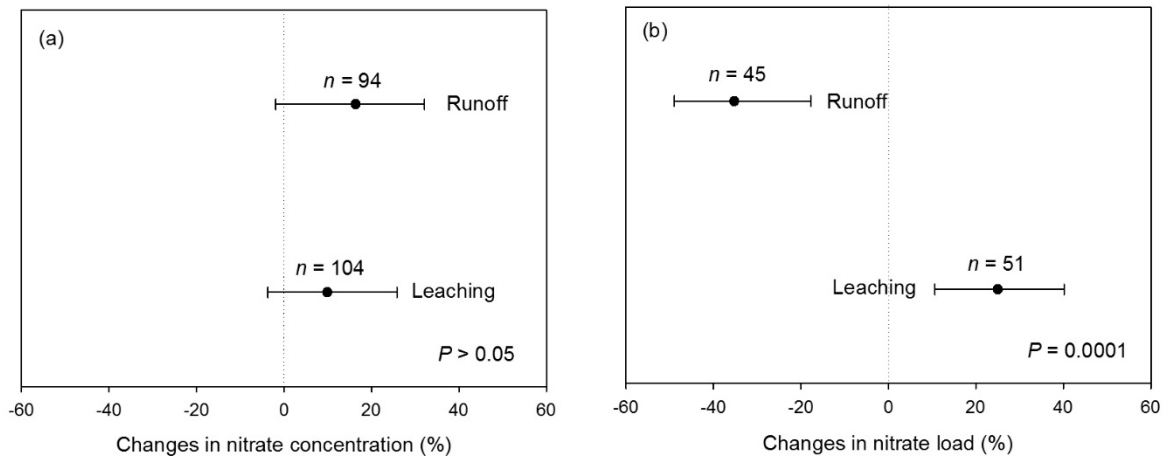 (a)
n = 94
Runoff
n = 104
Leaching
P > 0.05
-60 -40 -20 0 20 40 60
Changes in nitrate concentration (%)
(b)
n = 45
Runoff
n = 51
Leaching
P = 0.0001
-60 -40 -20 0 20 40 60
Changes in nitrate load (%)